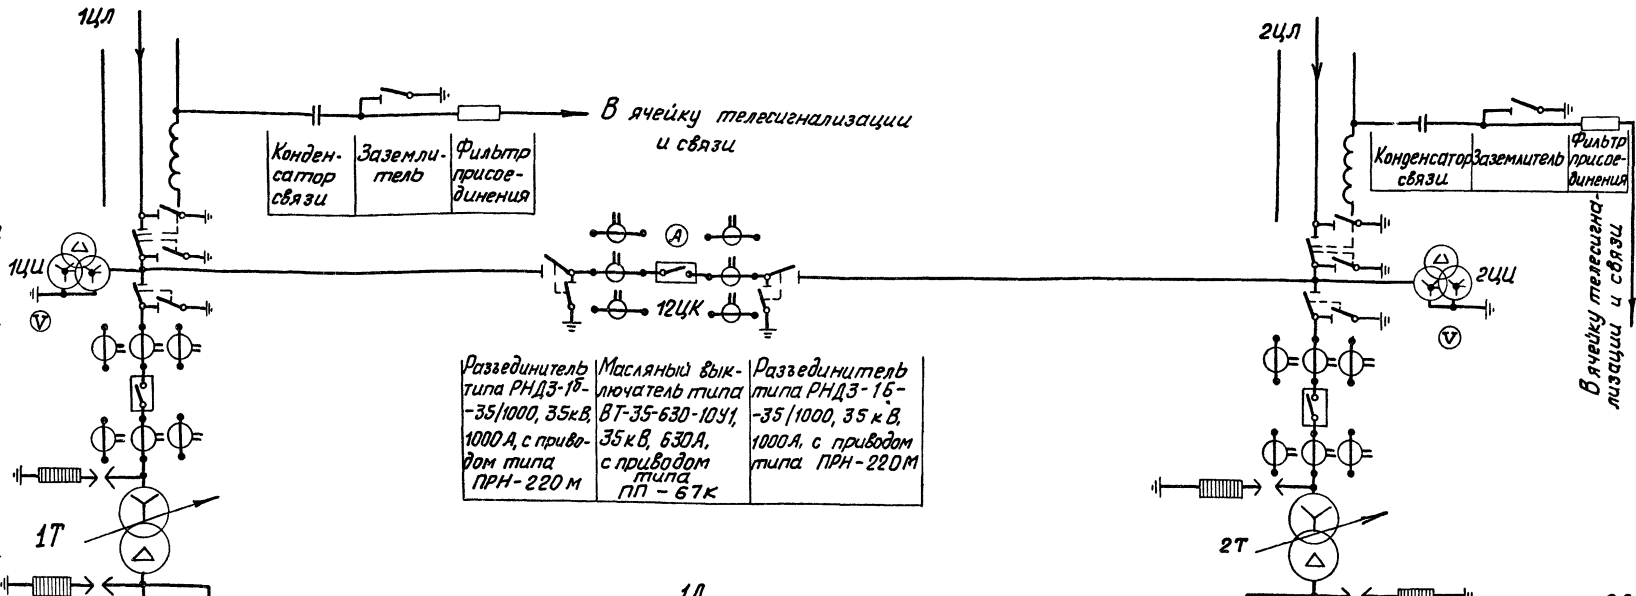 1ЦЛ
2ЦЛ
В ячейку телесигнализации
и связи
Конден-
сатор
связи
Заземли-
тель
Фильтр
присое-
динения
Конденсатор
связи
Заземлитель
Фильтр
присое-
динения
В ячейку телесигна-
лизации и связи
1ЦИ
V
А
12ЦК
2ЦИ
V
Разъединитель
типа РНДЗ-1б-
-35/1000, 35кВ,
1000А, с приво-
дом типа
ПРН-220М
Масляный вык-
лючатель типа
ВТ-35-630-10У1,
35кВ, 630А,
с приводом
типа
ПП-67К
Разъединитель
типа РНДЗ-1б-
-35/1000, 35кВ,
1000А, с приводом
типа ПРН-220М
1Т
2Т